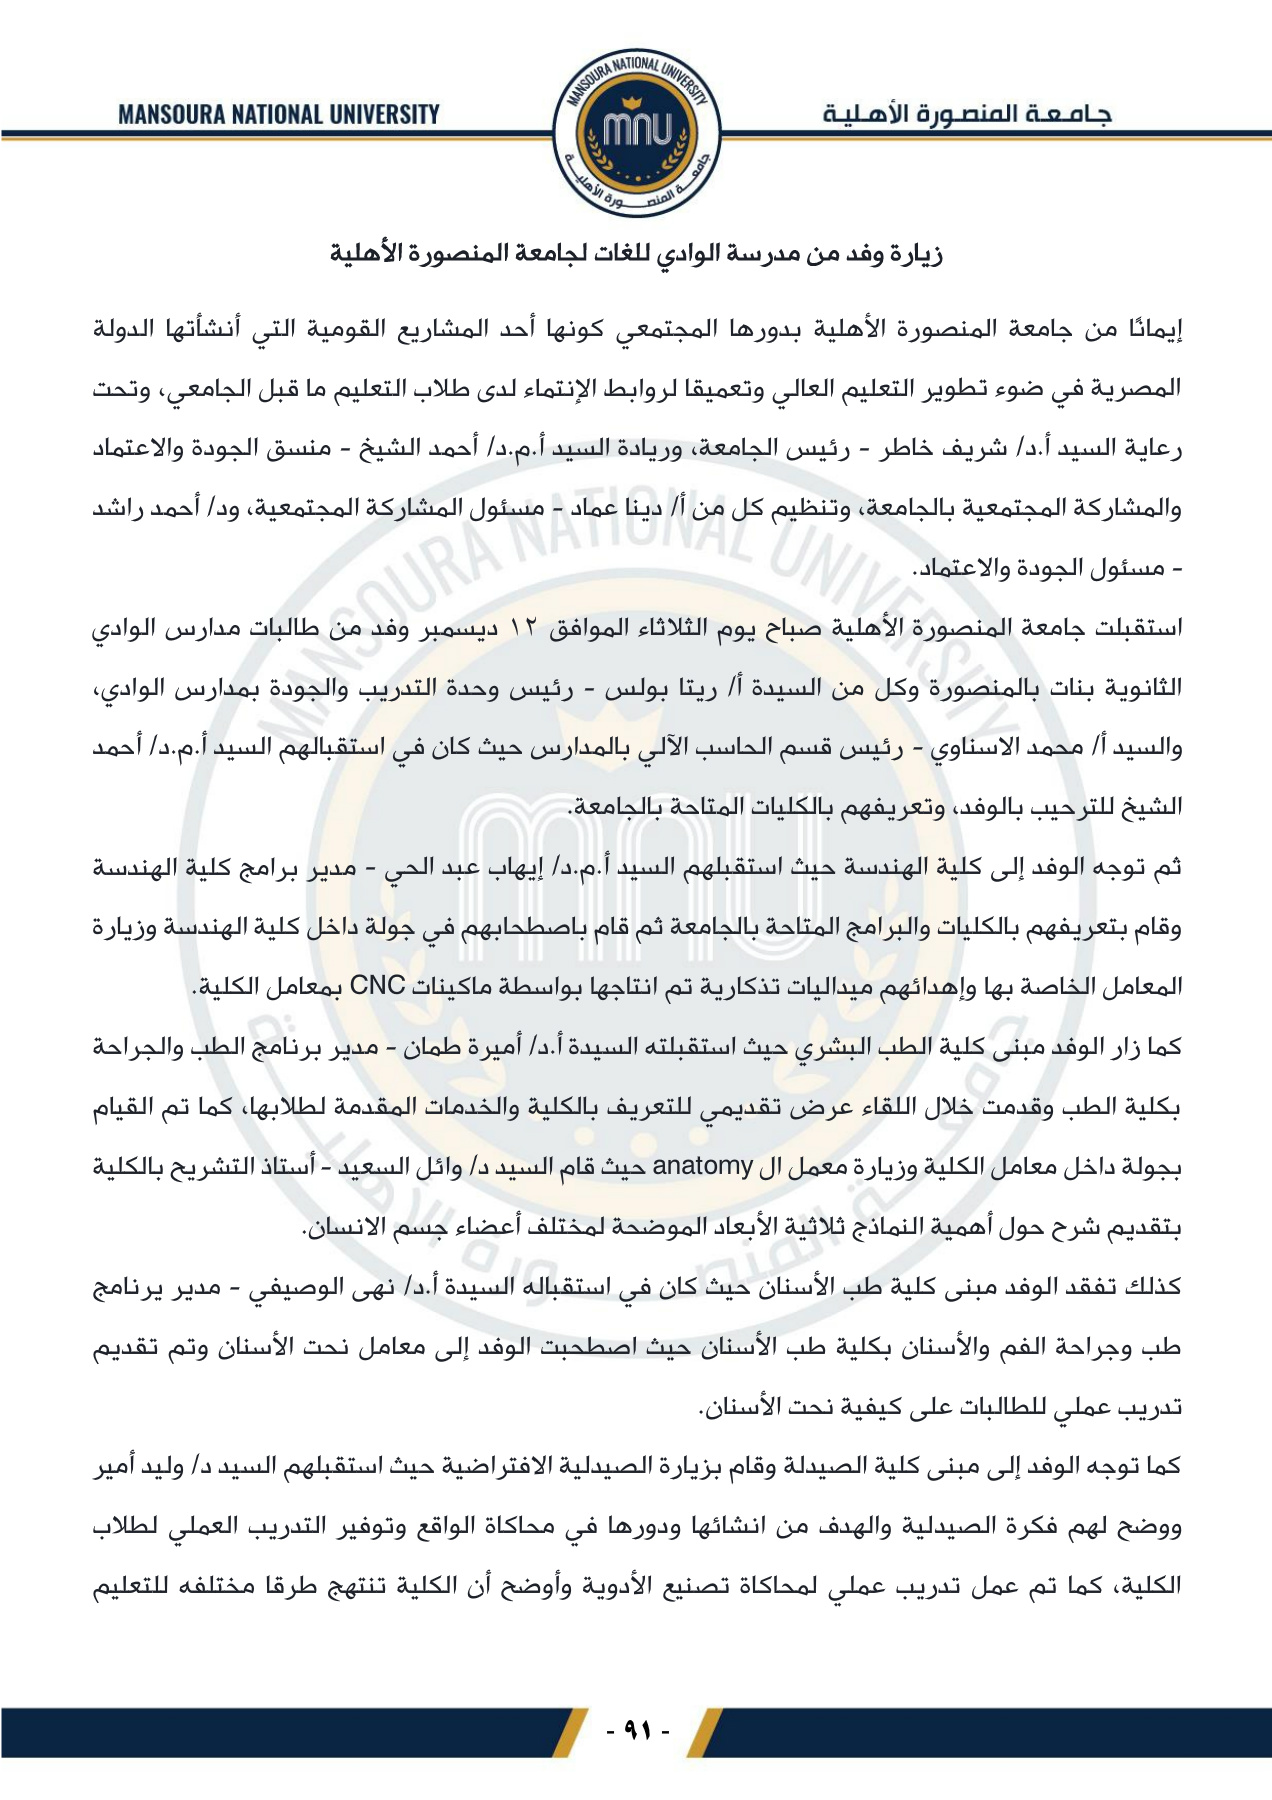 MANSOURA NATIONAL UNIVERSITY
جامعة المنصورة الأهلية
MANSOURA NATIONAL UNIVERSITY
mnu
جامعة المنصورة الأهلية
زيارة وفد من مدرسة الوادي للغات لجامعة المنصورة الأهلية
إيمانًا من جامعة المنصورة الأهلية بدورها المجتمعي كونها أحد المشاريع القومية التي أنشأتها الدولة
المصرية في ضوء تطوير التعليم العالي وتعميقا لروابط الإنتماء لدى طلاب التعليم ما قبل الجامعي، وتحت
رعاية السيد أ.د/ شريف خاطر - رئيس الجامعة، وريادة السيد أ.م.د/ أحمد الشيخ - منسق الجودة والاعتماد
والمشاركة المجتمعية بالجامعة، وتنظيم كل من أ/ دينا عماد - مسئول المشاركة المجتمعية، ود/ أحمد راشد
- مسئول الجودة والاعتماد.
استقبلت جامعة المنصورة الأهلية صباح يوم الثلاثاء الموافق ١٢ ديسمبر وفد من طالبات مدارس الوادي
الثانوية بنات بالمنصورة وكل من السيدة أ/ ريتا بولس - رئيس وحدة التدريب والجودة بمدارس الوادي،
والسيد أ/ محمد الاسناوي - رئيس قسم الحاسب الآلي بالمدارس حيث كان في استقبالهم السيد أ.م.د/ أحمد
الشيخ للترحيب بالوفد، وتعريفهم بالكليات المتاحة بالجامعة.
ثم توجه الوفد إلى كلية الهندسة حيث استقبلهم السيد أ.م.د/ إيهاب عبد الحي - مدير برامج كلية الهندسة
وقام بتعريفهم بالكليات والبرامج المتاحة بالجامعة ثم قام باصطحابهم في جولة داخل كلية الهندسة وزيارة
المعامل الخاصة بها وإهدائهم ميداليات تذكارية تم انتاجها بواسطة ماكينات CNC بمعامل الكلية.
كما زار الوفد مبنى كلية الطب البشري حيث استقبلته السيدة أ.د/ أميرة طمان - مدير برنامج الطب والجراحة
بكلية الطب وقدمت خلال اللقاء عرض تقديمي للتعريف بالكلية والخدمات المقدمة لطلابها، كما تم القيام
بجولة داخل معامل الكلية وزيارة معمل ال anatomy حيث قام السيد د/ وائل السعيد - أستاذ التشريح بالكلية
بتقديم شرح حول أهمية النماذج ثلاثية الأبعاد الموضحة لمختلف أعضاء جسم الانسان.
كذلك تفقد الوفد مبنى كلية طب الأسنان حيث كان في استقباله السيدة أ.د/ نهى الوصيفي - مدير يرنامج
طب وجراحة الفم والأسنان بكلية طب الأسنان حيث اصطحبت الوفد إلى معامل نحت الأسنان وتم تقديم
تدريب عملي للطالبات على كيفية نحت الأسنان.
كما توجه الوفد إلى مبنى كلية الصيدلة وقام بزيارة الصيدلية الافتراضية حيث استقبلهم السيد د/ وليد أمير
ووضح لهم فكرة الصيدلية والهدف من انشائها ودورها في محاكاة الواقع وتوفير التدريب العملي لطلاب
الكلية، كما تم عمل تدريب عملي لمحاكاة تصنيع الأدوية وأوضح أن الكلية تنتهج طرقا مختلفه للتعليم
- ٩١ -